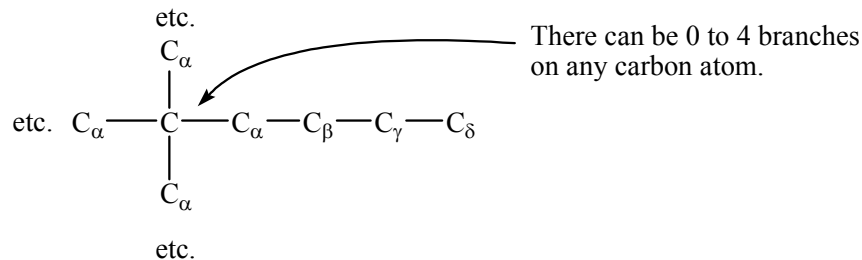 etc.
Cα
There can be 0 to 4 branches
on any carbon atom.
etc. Cα C Cα Cβ Cγ Cδ
Cα
etc.